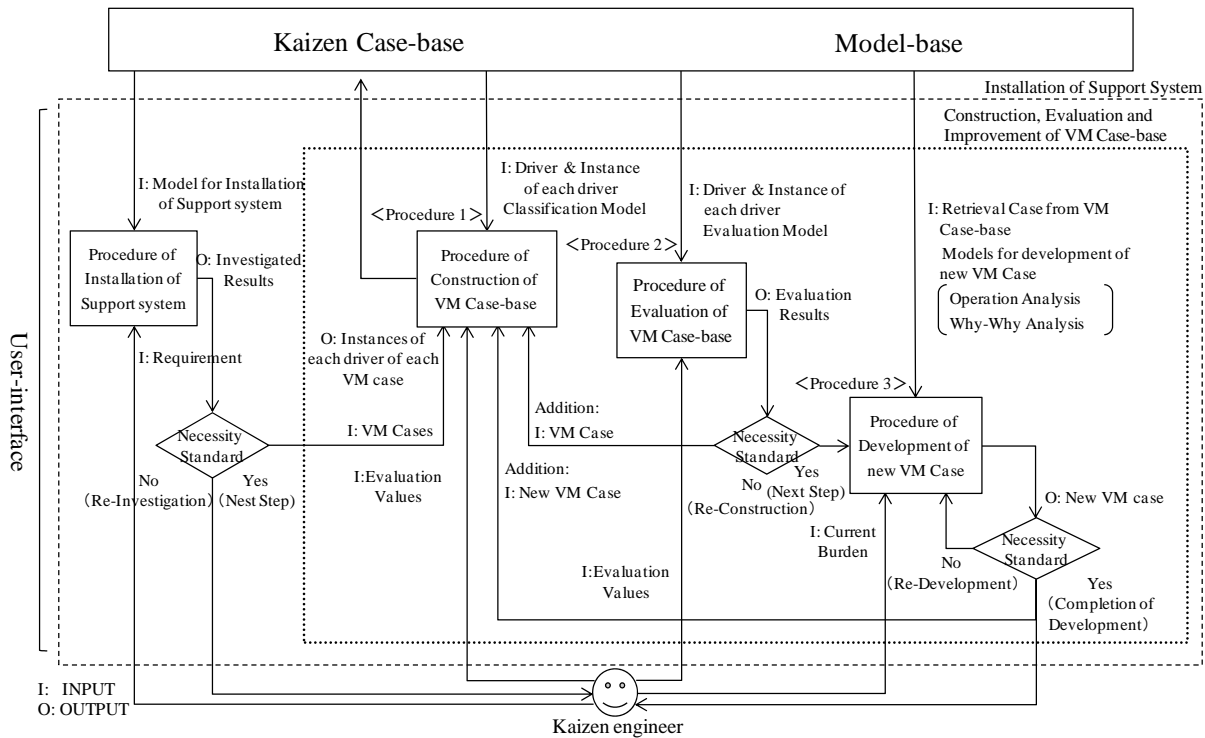 Kaizen Case-base
Model-base
Installation of Support System
Construction, Evaluation and
Improvement of VM Case-base
User-interface
I: Model for Installation
of Support system
Procedure of
Installation of
Support system
O: Investigated
Results
I: Requirement
Necessity
Standard
No
(Re-Investigation)
Yes
(Nest Step)
I: VM Cases
<Procedure 1>
I: Driver & Instance
of each driver
Classification Model
Procedure of
Construction of
VM Case-base
O: Instances of
each driver of each
VM case
I:Evaluation
Values
Addition:
I: VM Case
Addition:
I: New VM Case
<Procedure 2>
I: Driver & Instance of
each driver
Evaluation Model
Procedure of
Evaluation of
VM Case-base
O: Evaluation
Results
Necessity
Standard
No
(Re-Construction)
Yes
(Next Step)
I:Evaluation
Values
<Procedure 3>
I: Retrieval Case from VM
Case-base
Models for development of
new VM Case
Operation Analysis
Why-Why Analysis
Procedure of
Development of
new VM Case
I: Current
Burden
O: New VM case
Necessity
Standard
No
(Re-Development)
Yes
(Completion of
Development)
I: INPUT
O: OUTPUT
Kaizen engineer